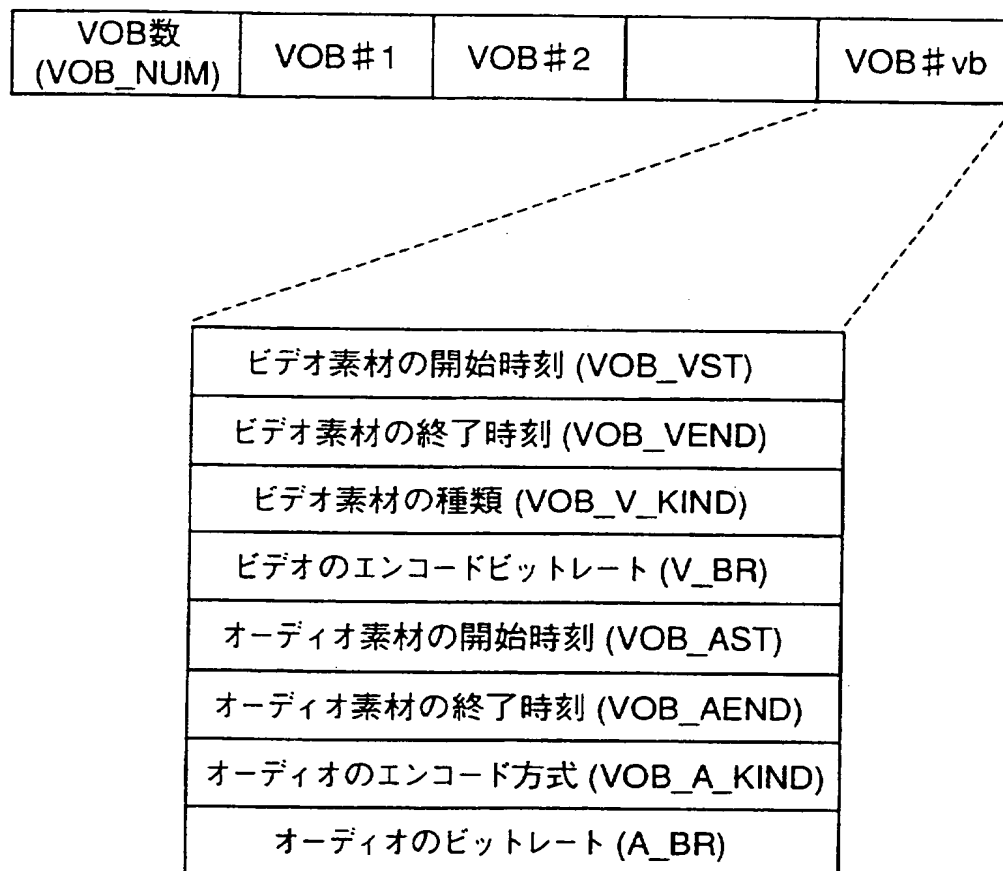 VOB数
(VOB_NUM)
VOB♯1
VOB♯2
VOB♯vb
ビデオ素材の開始時刻 (VOB_VST)
ビデオ素材の終了時刻 (VOB_VEND)
ビデオ素材の種類 (VOB_V_KIND)
ビデオのエンコードビットレート (V_BR)
オーディオ素材の開始時刻 (VOB_AST)
オーディオ素材の終了時刻 (VOB_AEND)
オーディオのエンコード方式 (VOB_A_KIND)
オーディオのビットレート (A_BR)